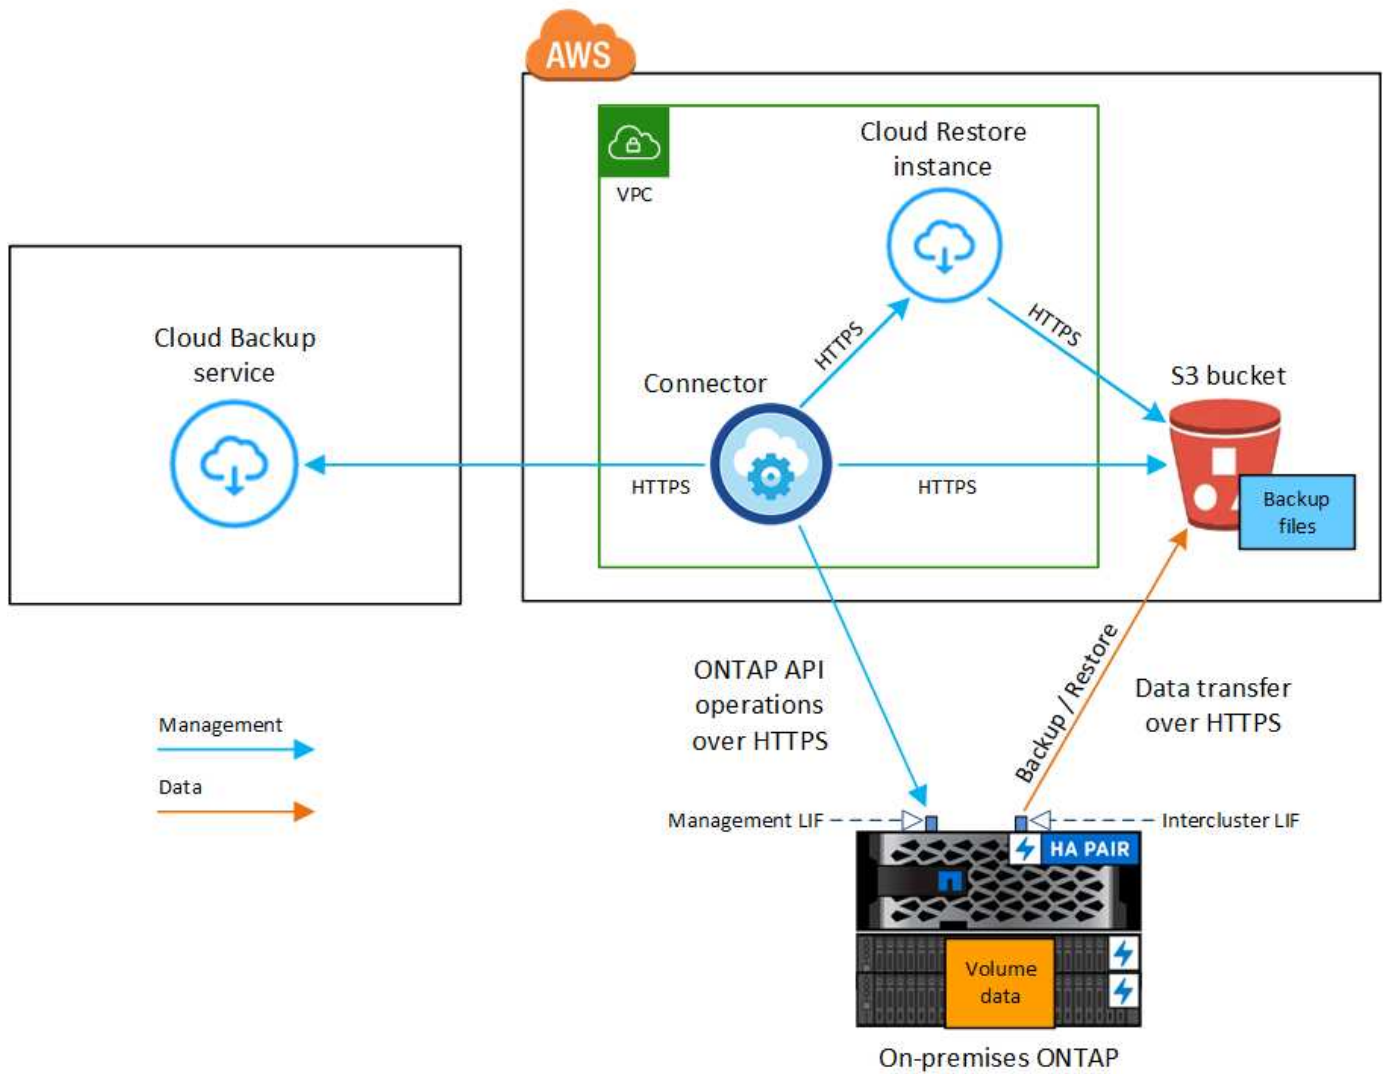 AWS
Cloud Restore
instance
VPC
HTTPS
HTTPS
Cloud Backup
service
Connector
S3 bucket
HTTPS
HTTPS
Backup
files
ONTAP API
operations
over HTTPS
Backup / Restore
Data transfer
over HTTPS
Management
Data
Management LIF
Intercluster LIF
HA PAIR
Volume
data
On-premises ONTAP